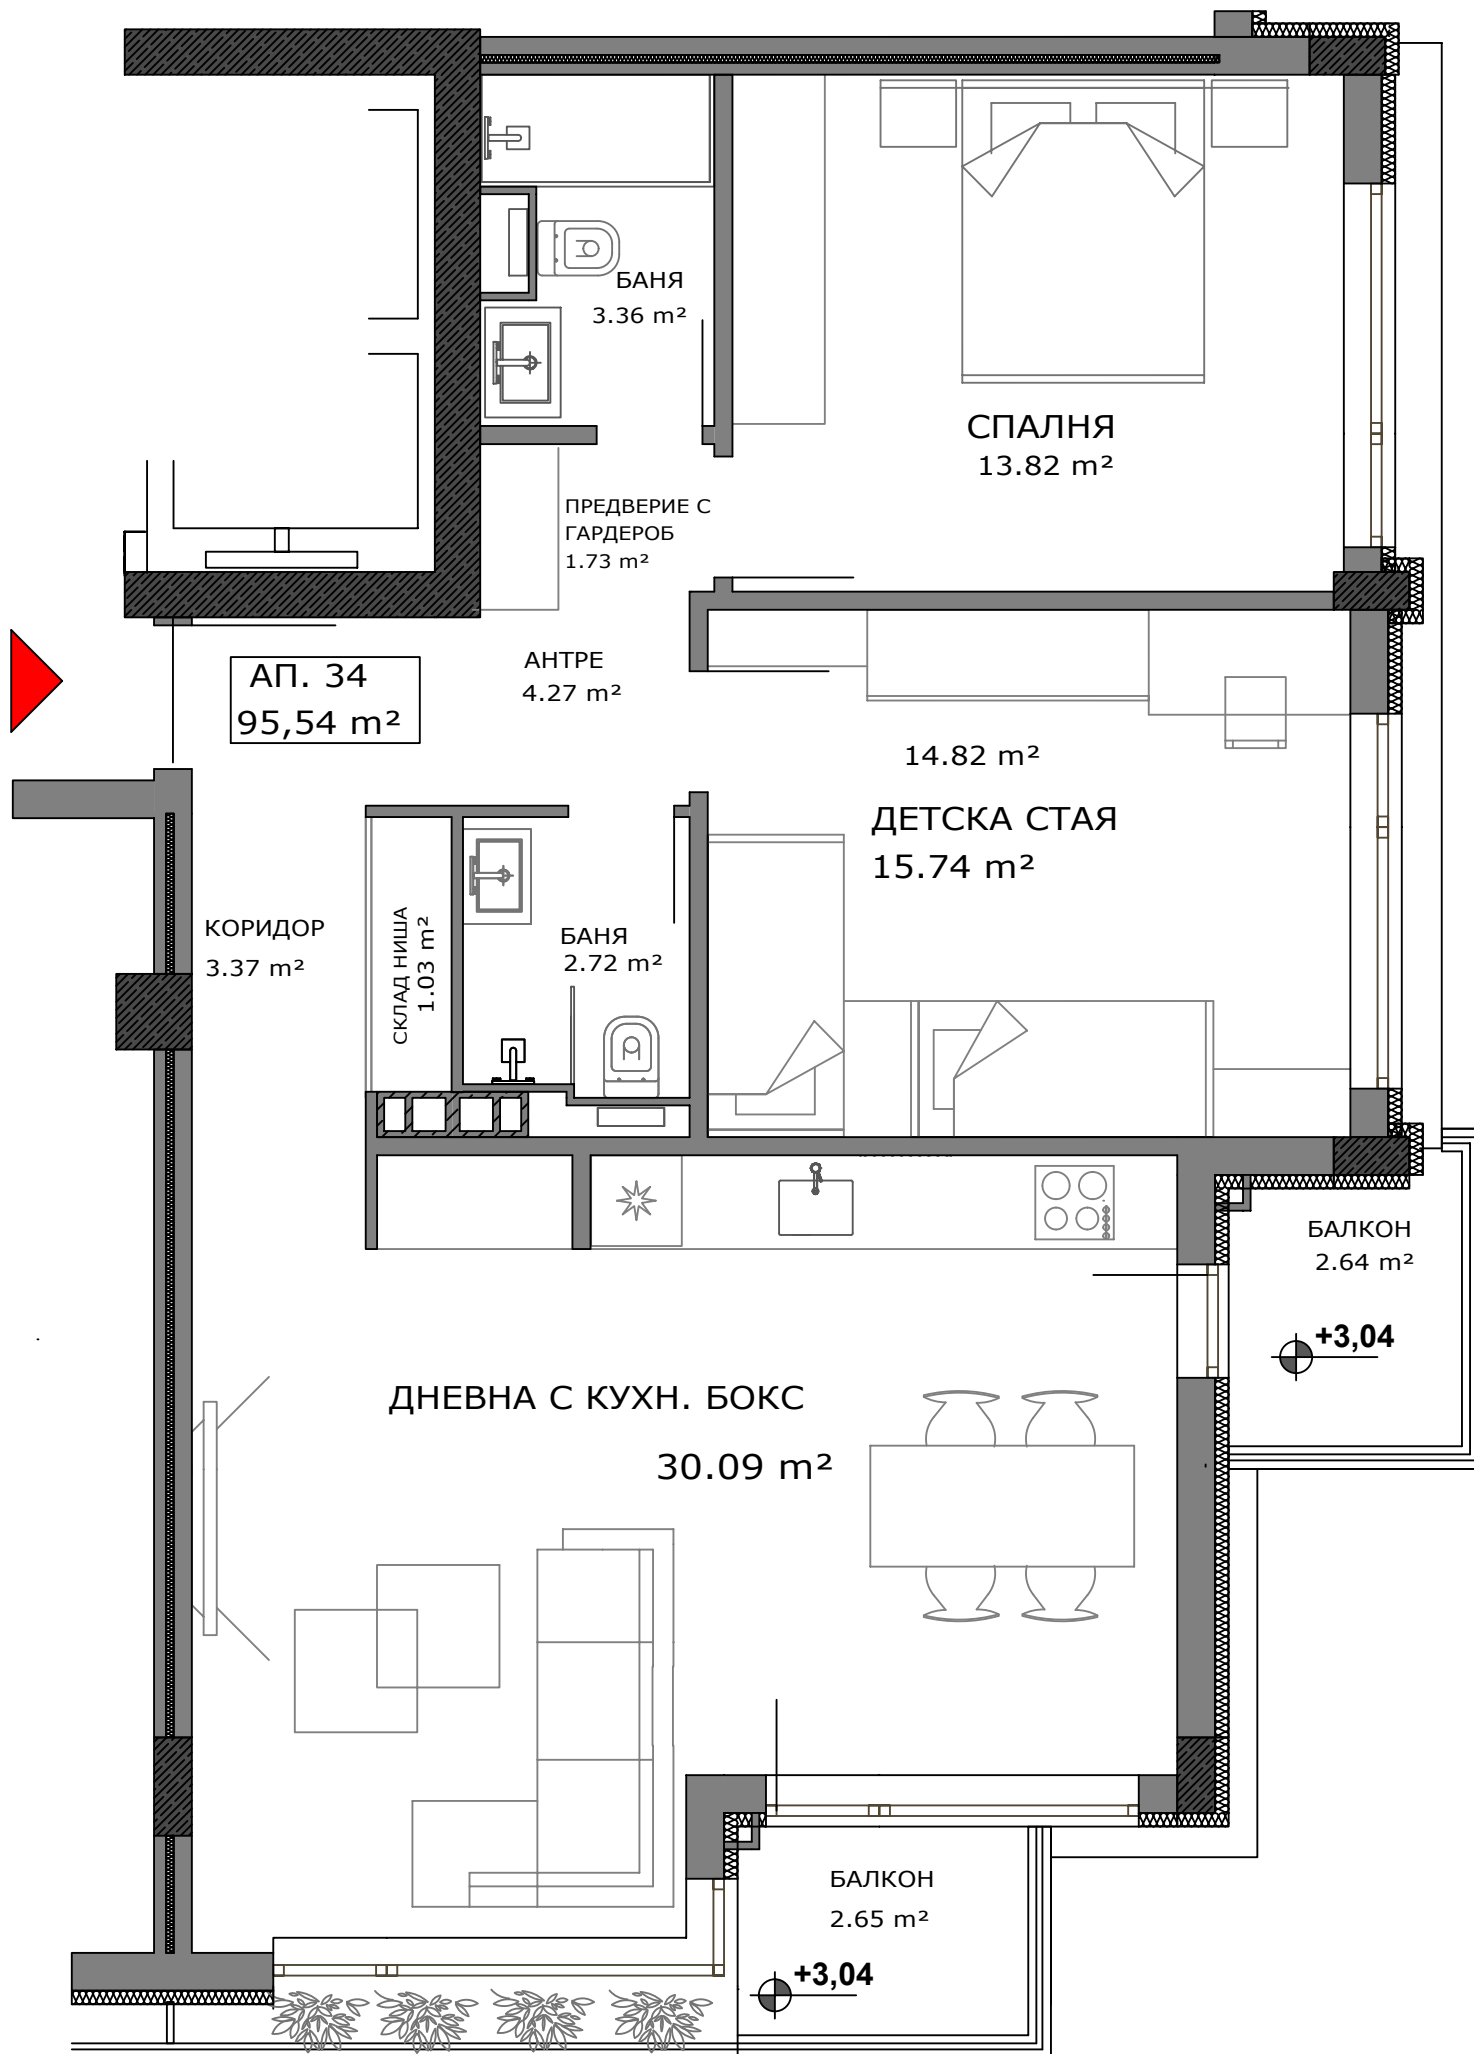 БАНЯ
3.36 m²
СПАЛНЯ
13.82 m²
ПРЕДВЕРИЕ С
ГАРДЕРОБ
1.73 m²
АП. 34
95,54 m²
АНТРЕ
4.27 m²
14.82 m²
ДЕТСКА СТАЯ
15.74 m²
КОРИДОР
3.37 m²
СКЛАД НИША
1.03 m²
БАНЯ
2.72 m²
БАЛКОН
2.64 m²
+3,04
ДНЕВНА С КУХН. БОКС
30.09 m²
БАЛКОН
2.65 m²
+3,04